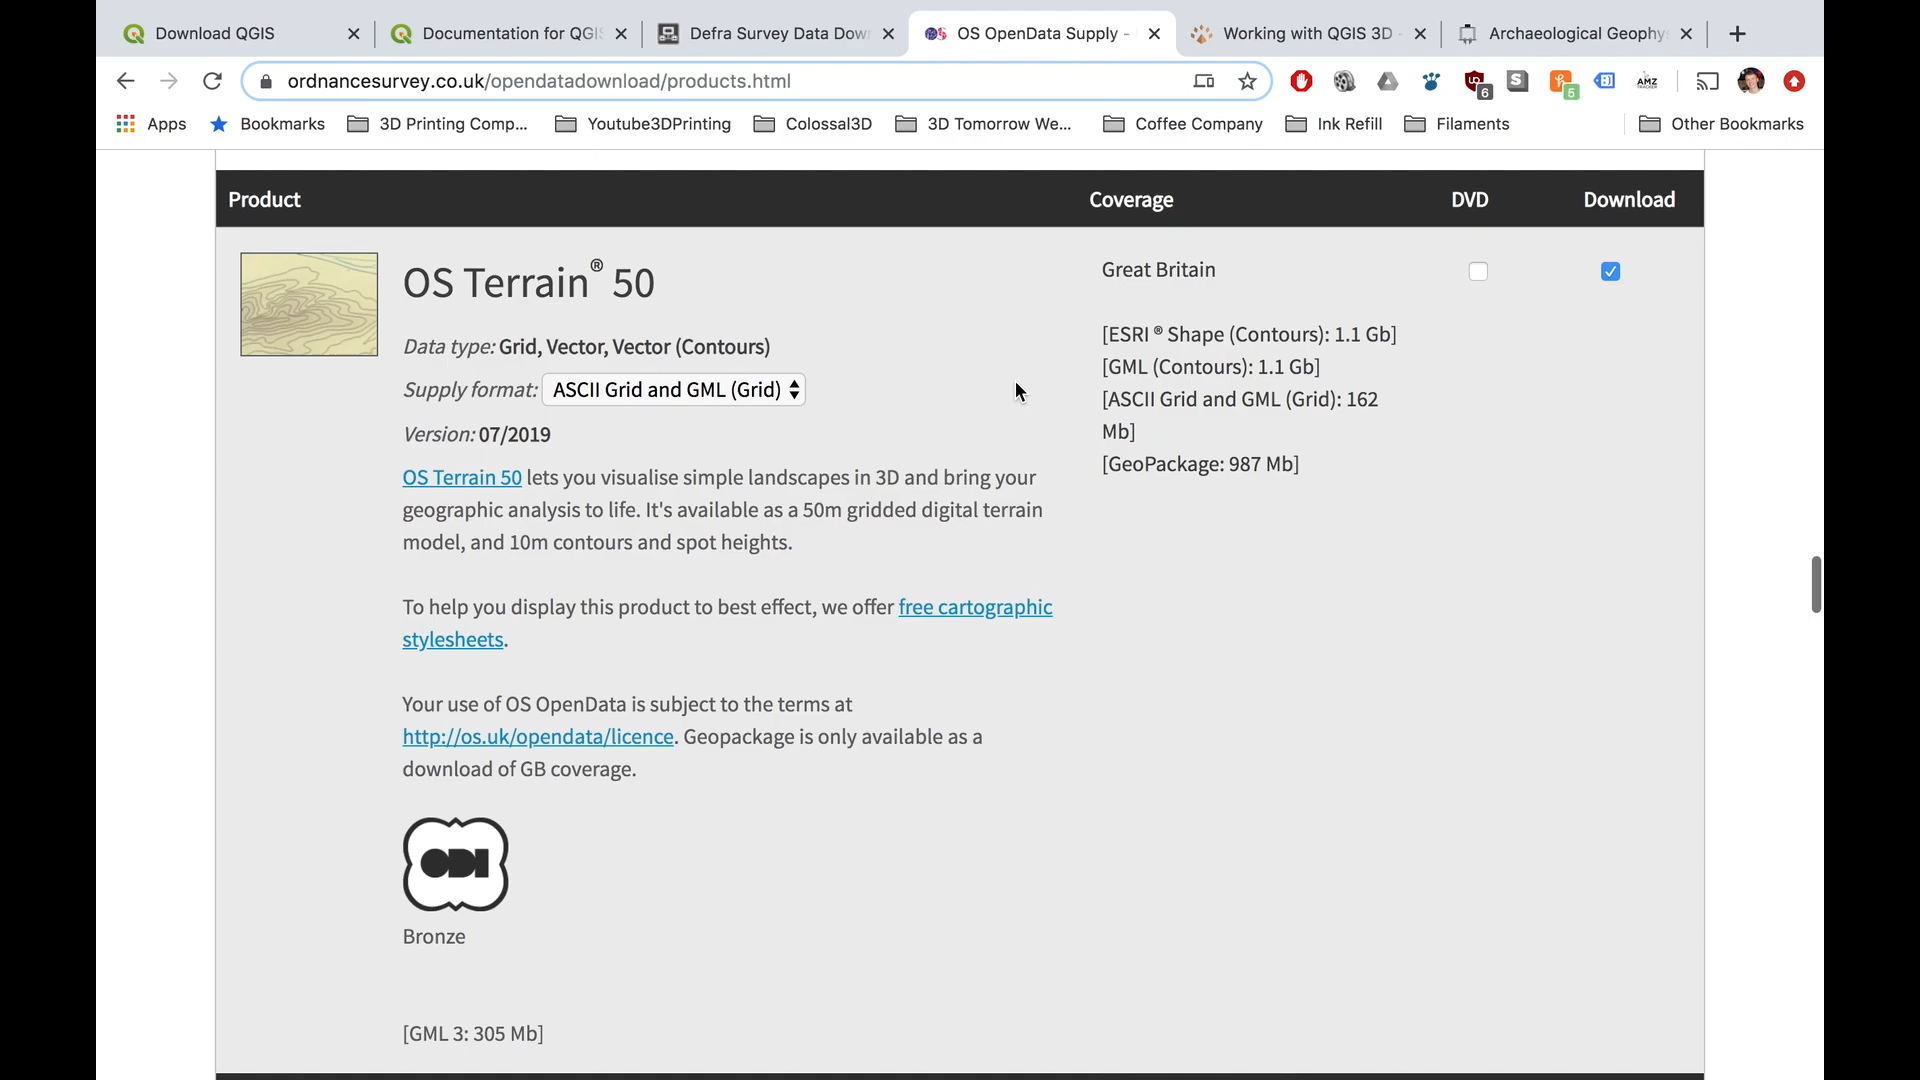 Download QGIS
Documentation for QGIS
Defra Survey Data Dow
OS OpenData Supply -
Working with QGIS 3D -
Archaeological Geophy
ordnancesurvey.co.uk/opendatadownload/products.html
6
S
5
AMZ
Apps
Bookmarks
3D Printing Comp...
Youtube3DPrinting
Colossal3D
3D Tomorrow We...
Coffee Company
Ink Refill
Filaments
Other Bookmarks
Product
Coverage
DVD
Download
OS Terrain® 50
Great Britain
Data type: Grid, Vector, Vector (Contours)
Supply format: ASCII Grid and GML (Grid)
Version: 07/2019
[ESRI ® Shape (Contours): 1.1 Gb]
[GML (Contours): 1.1 Gb]
[ASCII Grid and GML (Grid): 162
Mb]
[GeoPackage: 987 Mb]
OS Terrain 50 lets you visualise simple landscapes in 3D and bring your
geographic analysis to life. It's available as a 50m gridded digital terrain
model, and 10m contours and spot heights.
To help you display this product to best effect, we offer free cartographic
stylesheets.
Your use of OS OpenData is subject to the terms at
http://os.uk/opendata/licence. Geopackage is only available as a
download of GB coverage.
ODI
Bronze
[GML 3: 305 Mb]